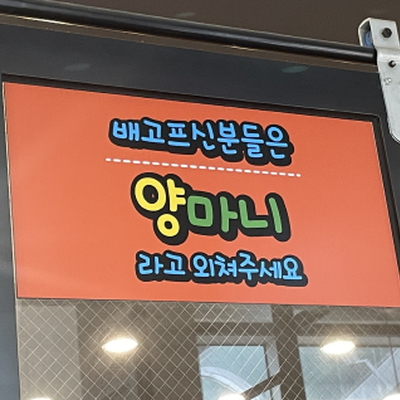 배고프신분들은
양마니
라고 외쳐주세요